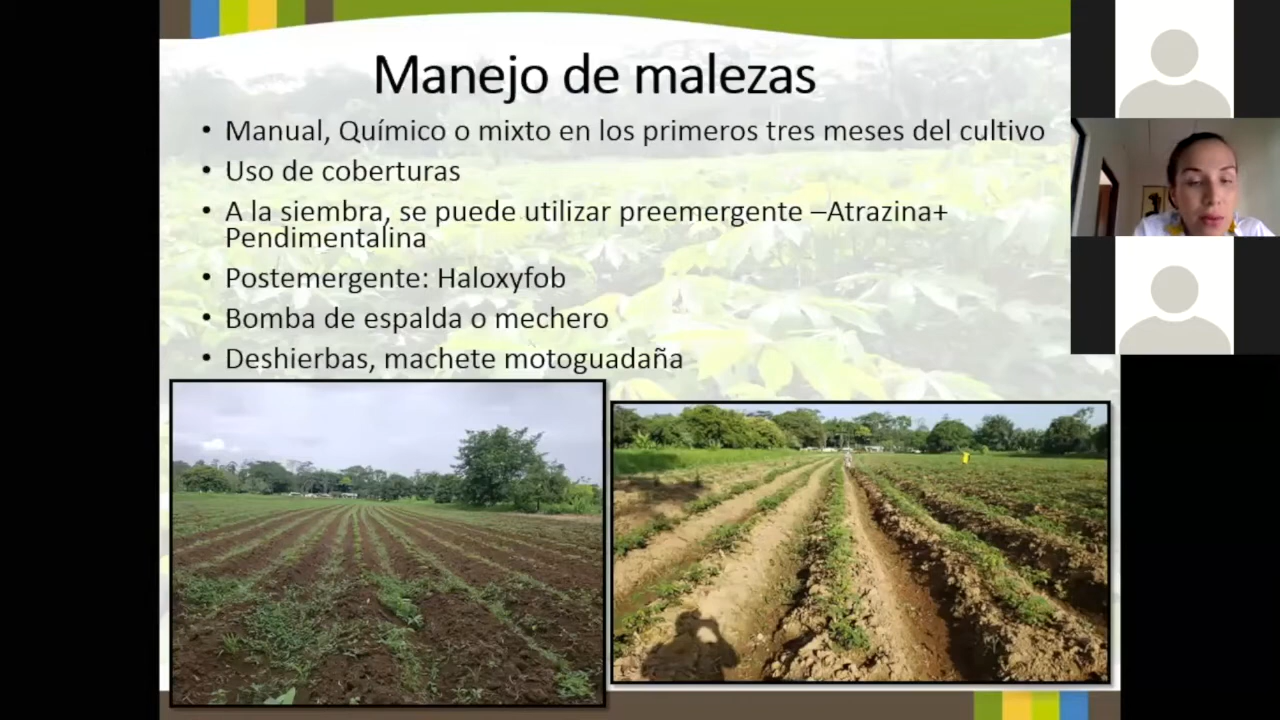 Manejo de malezas
• Manual, Químico o mixto en los primeros tres meses del cultivo
• Uso de coberturas
• A la siembra, se puede utilizar preemergente –Atrazina+
Pendimentalina
• Postemergente: Haloxyfob
• Bomba de espalda o mechero
• Deshierbas, machete motoguadaña